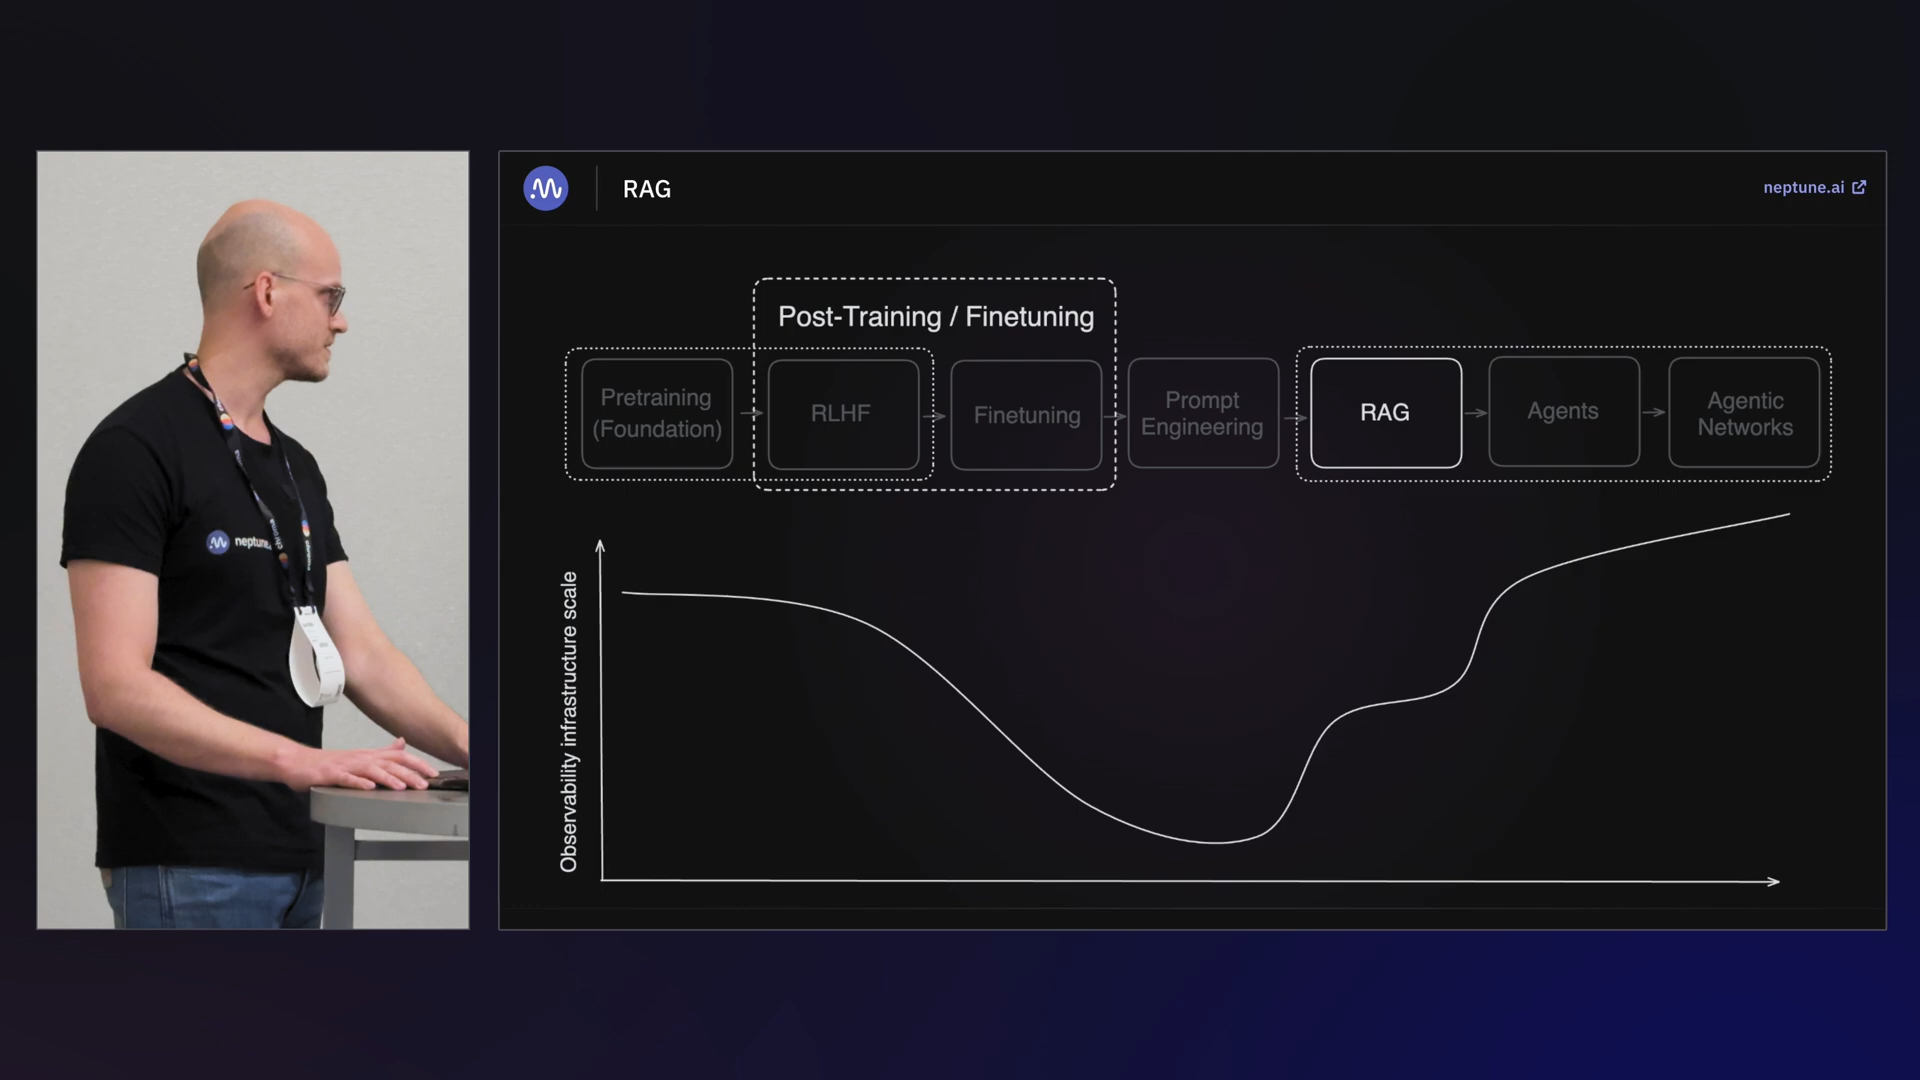 RAG
neptune.ai
Post-Training / Finetuning
Pretraining
(Foundation)
RLHF
Finetuning
Prompt
Engineering
RAG
Agents
Agentic
Networks
Observability infrastructure scale
neptune.